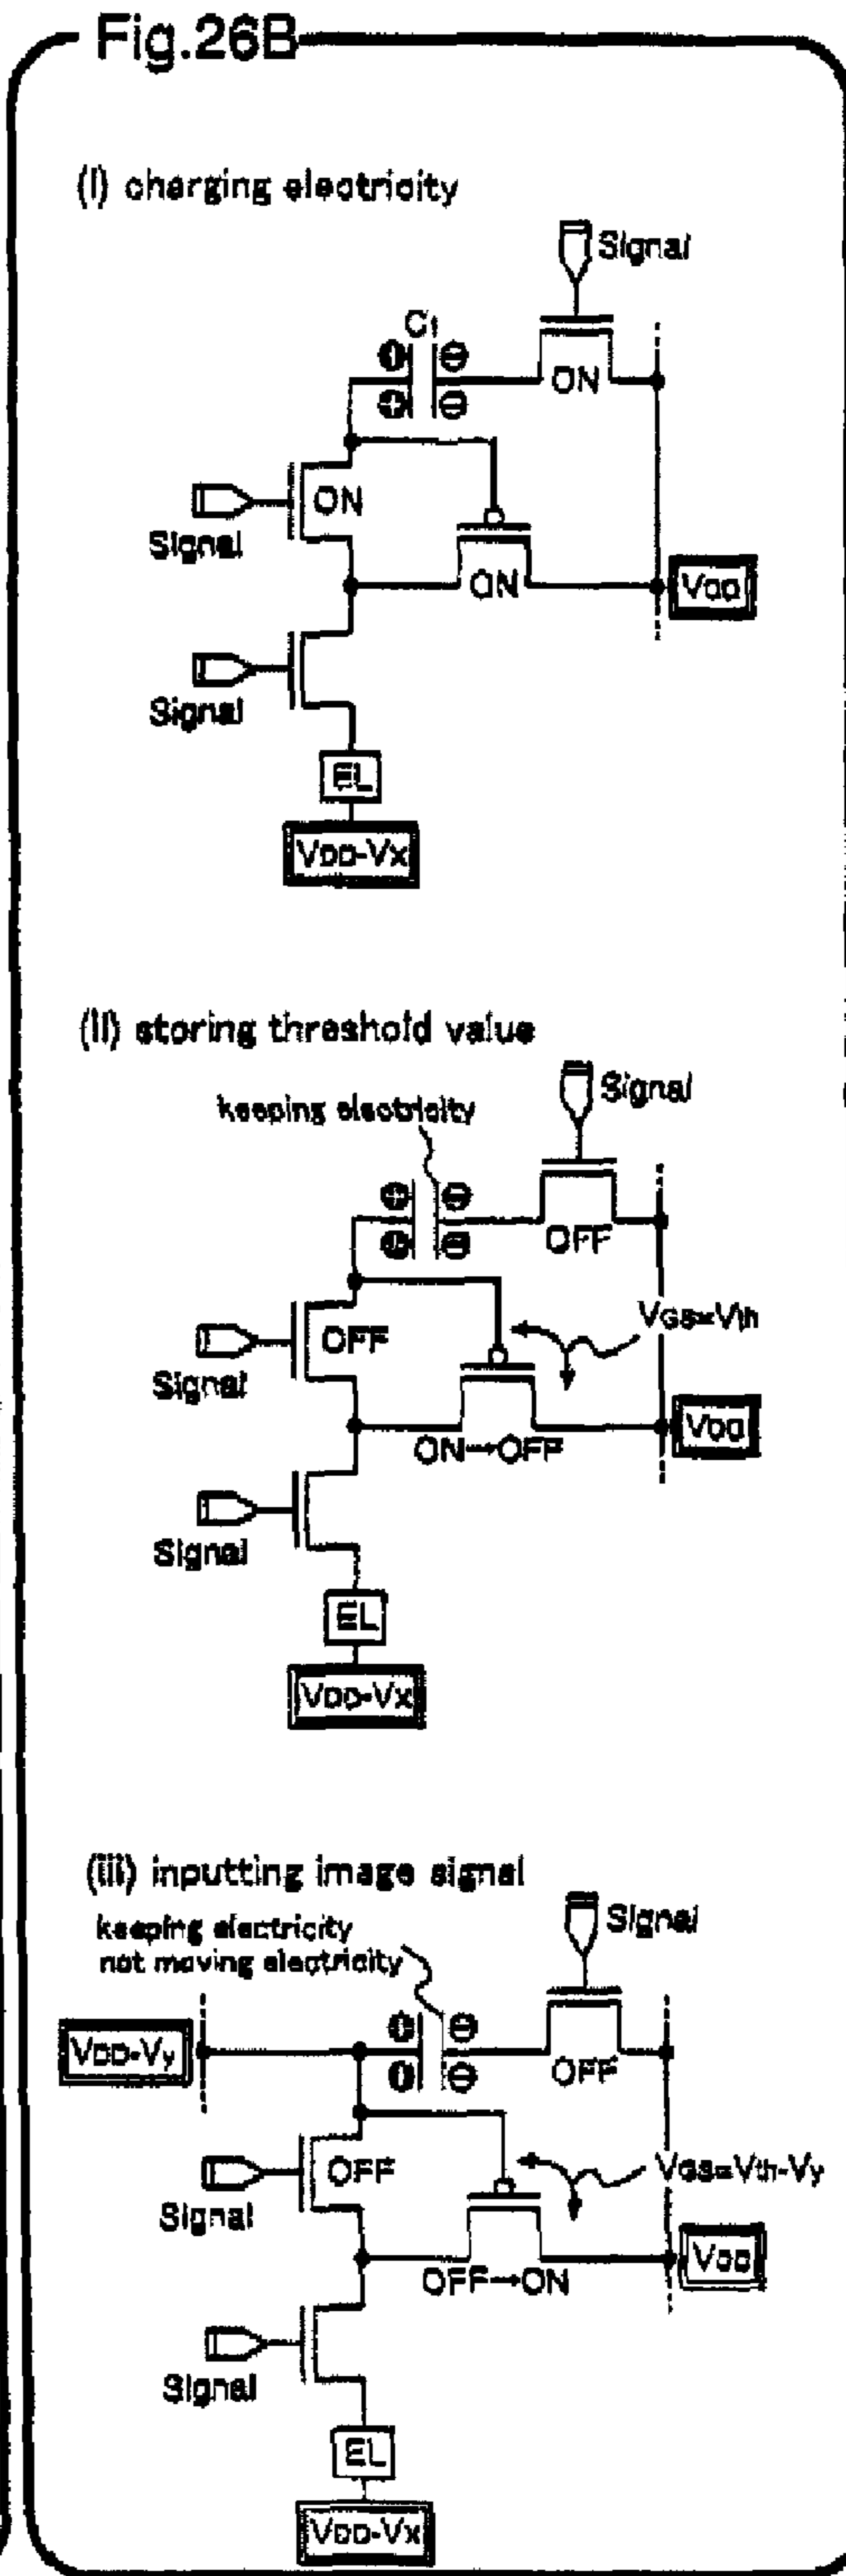 Fig.26B
(i) charging electricity
Signal
C1
ON
ON
Signal
ON
VDD
Signal
EL
VDD-Vx
(ii) storing threshold value
keeping electricity
Signal
OFF
VGS=Vth
OFF
Signal
ON→OFF
VDD
Signal
EL
VDD-Vx
(iii) inputting image signal
keeping electricity
not moving electricity
Signal
VDD-Vy
OFF
OFF
VGS=Vth-Vy
Signal
VDD
OFF→ON
Signal
EL
VDD-Vx